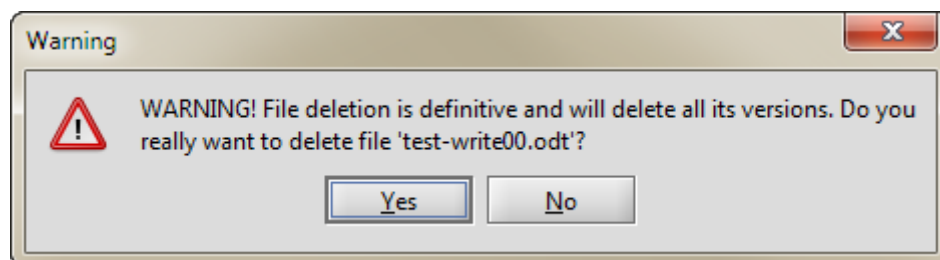 Warning
WARNING! File deletion is definitive and will delete all its versions. Do you
really want to delete file 'test-write00.odt'?
Yes
No